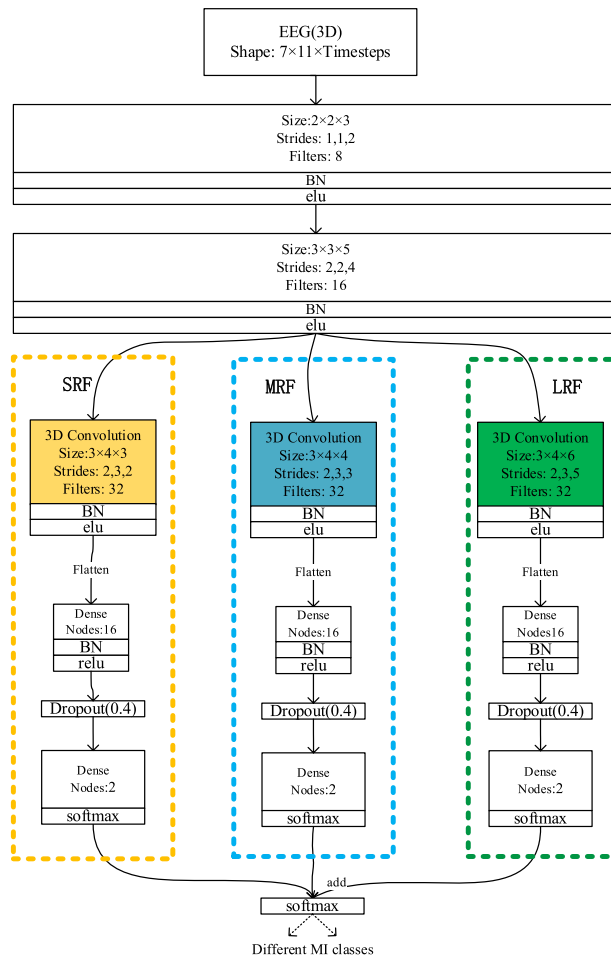 EEG(3D)
Shape: 7×11×Timesteps
Size:2×2×3
Strides: 1,1,2
Filters: 8
BN
elu
Size:3×3×5
Strides: 2,2,4
Filters: 16
BN
elu
SRF
3D Convolution
Size:3×4×3
Strides: 2,3,2
Filters: 32
BN
elu
Flatten
Dense
Nodes:16
BN
relu
Dropout(0.4)
Dense
Nodes:2
softmax
MRF
3D Convolution
Size:3×4×4
Strides: 2,3,3
Filters: 32
BN
elu
Flatten
Dense
Nodes:16
BN
relu
Dropout(0.4)
Dense
Nodes:2
softmax
LRF
3D Convolution
Size:3×4×6
Strides: 2,3,5
Filters: 32
BN
elu
Flatten
Dense
Nodes16
BN
relu
Dropout(0.4)
Dense
Nodes:2
softmax
add
softmax
Different MI classes